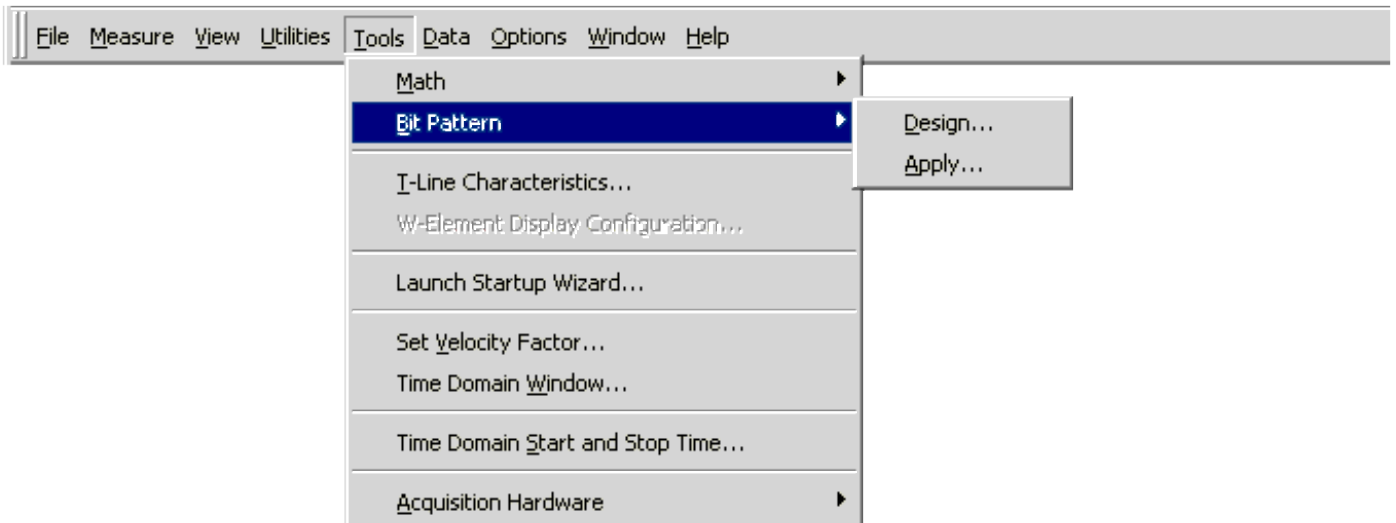 File Measure View Utilities Tools Data Options Window Help
Math
Bit Pattern
Design...
Apply...
T-Line Characteristics...
W-Element Display Configuration...
Launch Startup Wizard...
Set Velocity Factor...
Time Domain Window...
Time Domain Start and Stop Time...
Acquisition Hardware